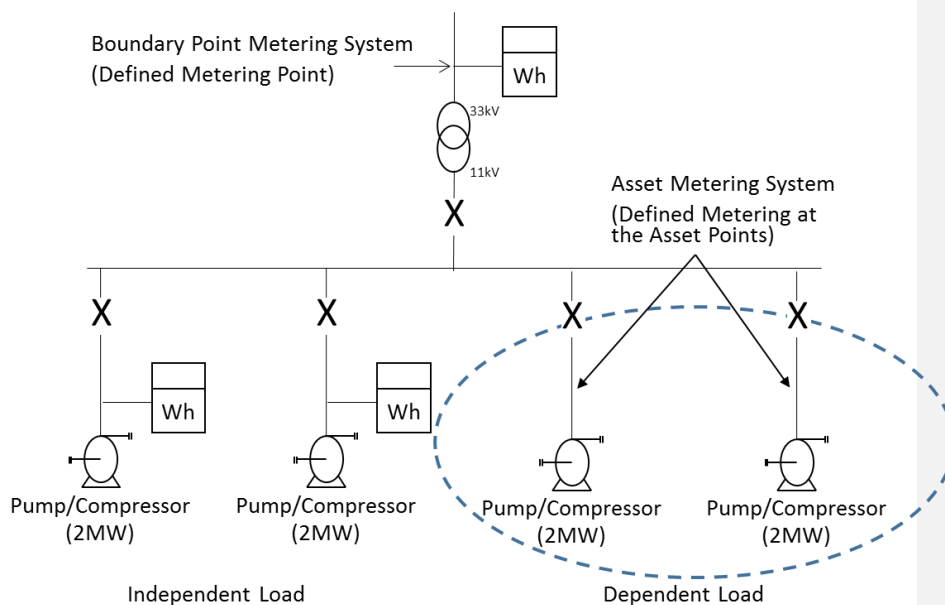 Boundary Point Metering System
(Defined Metering Point)
Wh
33kV
11kV
X
Asset Metering System
(Defined Metering at
the Asset Points)
X
X
X
X
Wh
Wh
Pump/Compressor
(2MW)
Pump/Compressor
(2MW)
Pump/Compressor
(2MW)
Pump/Compressor
(2MW)
Independent Load
Dependent Load